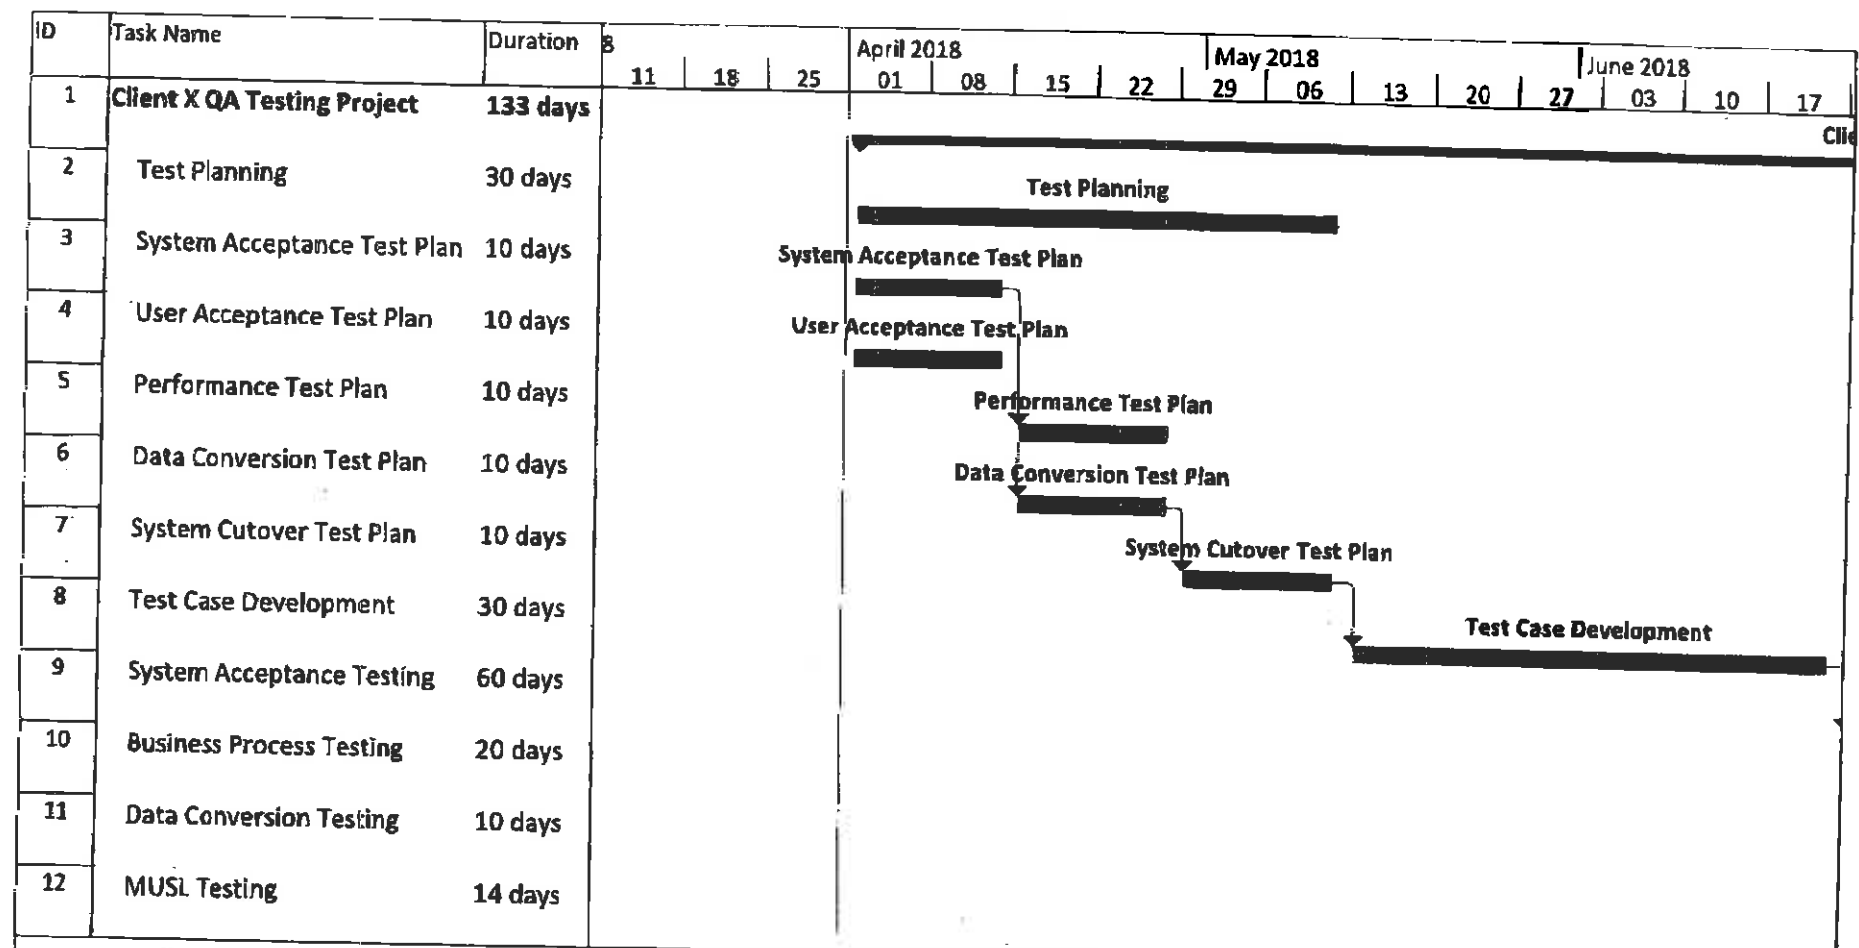 ID Task Name Duration 8 April 2018 May 2018 June 2018
11 18 25 01 08 15 22 29 06 13 20 27 03 10 17
1 Client X QA Testing Project 133 days
Clie
2 Test Planning 30 days
Test Planning
3 System Acceptance Test Plan 10 days
System Acceptance Test Plan
4 User Acceptance Test Plan 10 days
User Acceptance Test Plan
5 Performance Test Plan 10 days
Performance Test Plan
6 Data Conversion Test Plan 10 days
Data Conversion Test Plan
7 System Cutover Test Plan 10 days
System Cutover Test Plan
8 Test Case Development 30 days
Test Case Development
9 System Acceptance Testing 60 days
10 Business Process Testing 20 days
11 Data Conversion Testing 10 days
12 MUSL Testing 14 days